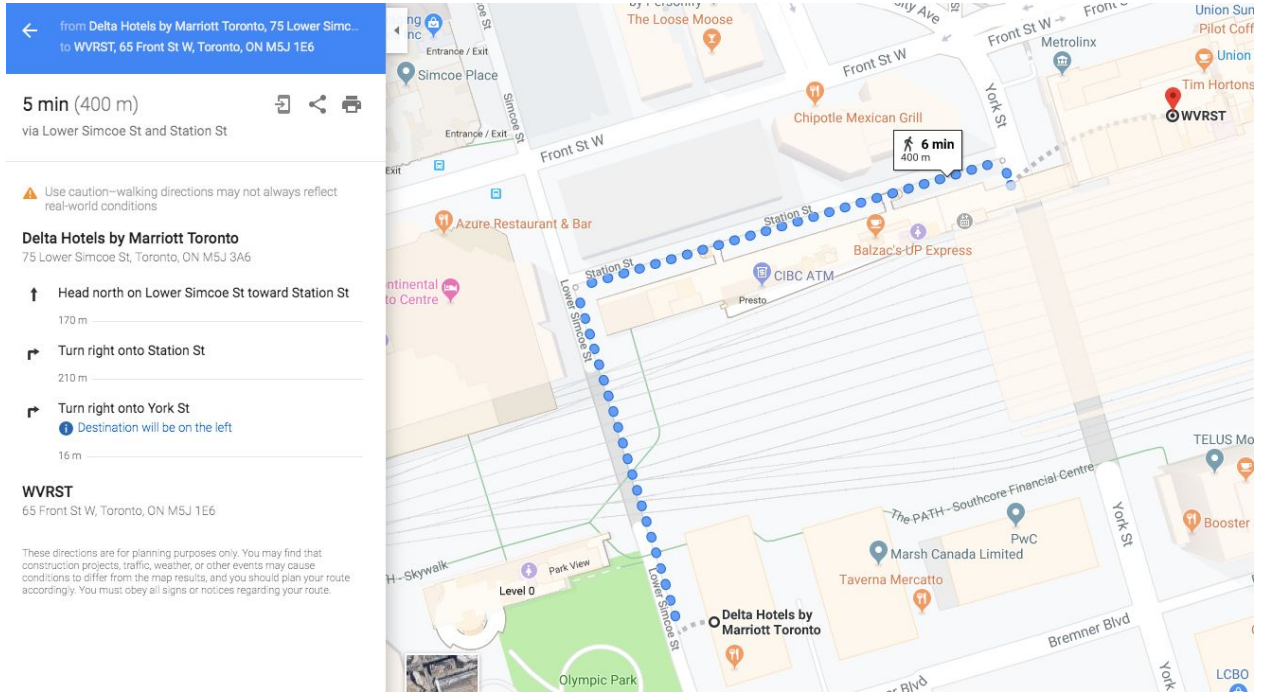 from Delta Hotels by Marriott Toronto, 75 Lower Simc...
to WVRST, 65 Front St W, Toronto, ON M5J 1E6
5 min (400 m)
via Lower Simcoe St and Station St
Use caution–walking directions may not always reflect
real-world conditions
Delta Hotels by Marriott Toronto
75 Lower Simcoe St, Toronto, ON M5J 3A6
Head north on Lower Simcoe St toward Station St
170 m
Turn right onto Station St
210 m
Turn right onto York St
Destination will be on the left
16 m
WVRST
65 Front St W, Toronto, ON M5J 1E6
These directions are for planning purposes only. You may find that
construction projects, traffic, weather, or other events may cause
conditions to differ from the map results, and you should plan your route
accordingly. You must obey all signs or notices regarding your route.
The Loose Moose
Front St W
Union Sun
Pilot Coff
Metrolinx
Union
Entrance / Exit
Simcoe Place
Simcoe St
Front St W
York St
Tim Hortons
Chipotle Mexican Grill
WVRST
Entrance / Exit
Front St W
6 min
400 m
Exit
Azure Restaurant & Bar
Station St
Balzac's-UP Express
Station St
CIBC ATM
ntinental
to Centre
Presto
Lower Simcoe St
TELUS Mo
The PATH - Southcore Financial Centre
PwC
York St
Booster
Marsh Canada Limited
Taverna Mercatto
H - Skywalk
Park View
Level 0
Lower Simcoe St
Delta Hotels by
Marriott Toronto
Bremner Blvd
Olympic Park
York
LCBO
ner Blvd